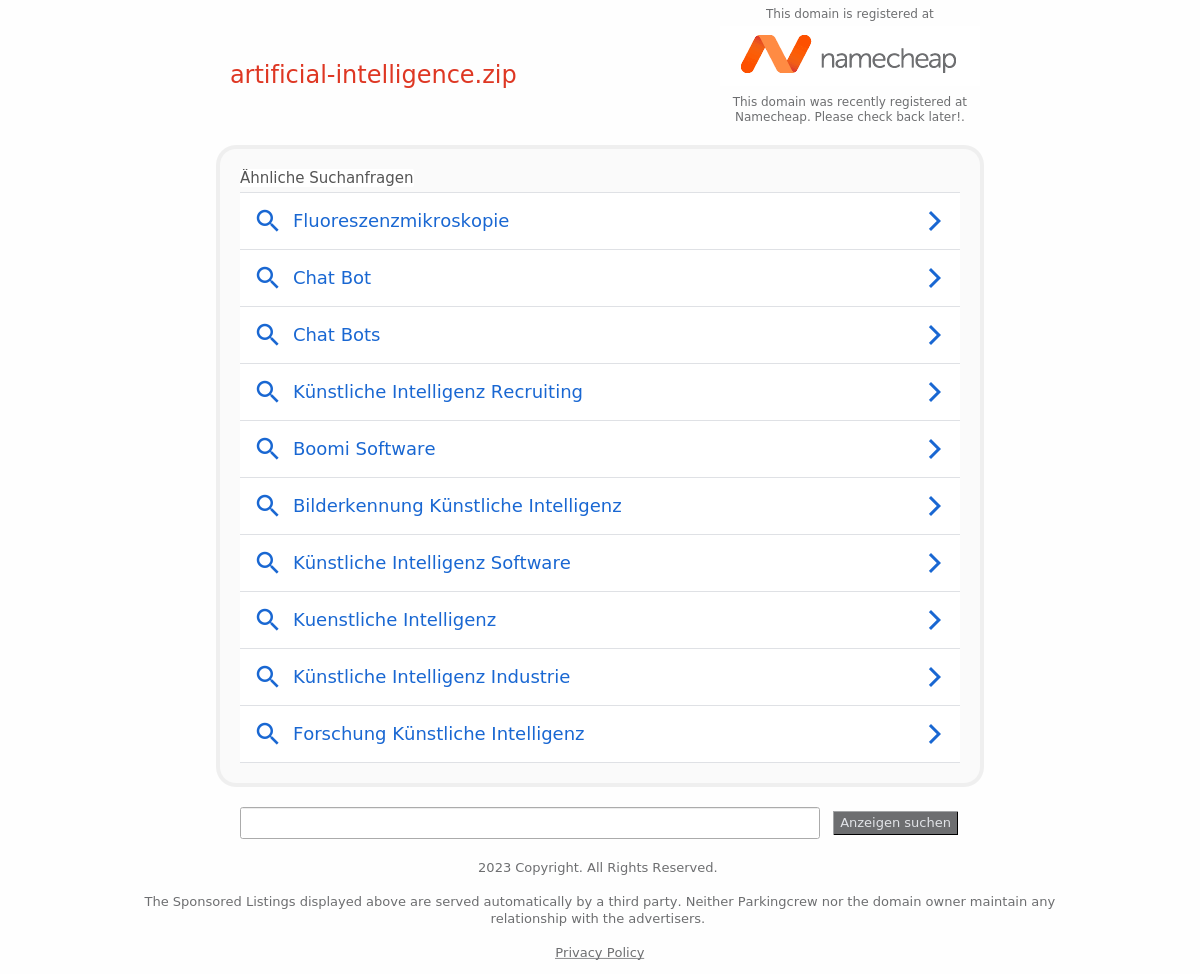 This domain is registered at
namecheap
artificial-intelligence.zip
This domain was recently registered at
Namecheap. Please check back later!.
Ähnliche Suchanfragen
Fluoreszenzmikroskopie
Chat Bot
Chat Bots
Künstliche Intelligenz Recruiting
Boomi Software
Bilderkennung Künstliche Intelligenz
Künstliche Intelligenz Software
Kuenstliche Intelligenz
Künstliche Intelligenz Industrie
Forschung Künstliche Intelligenz
Anzeigen suchen
2023 Copyright. All Rights Reserved.
The Sponsored Listings displayed above are served automatically by a third party. Neither Parkingcrew nor the domain owner maintain any
relationship with the advertisers.
Privacy Policy